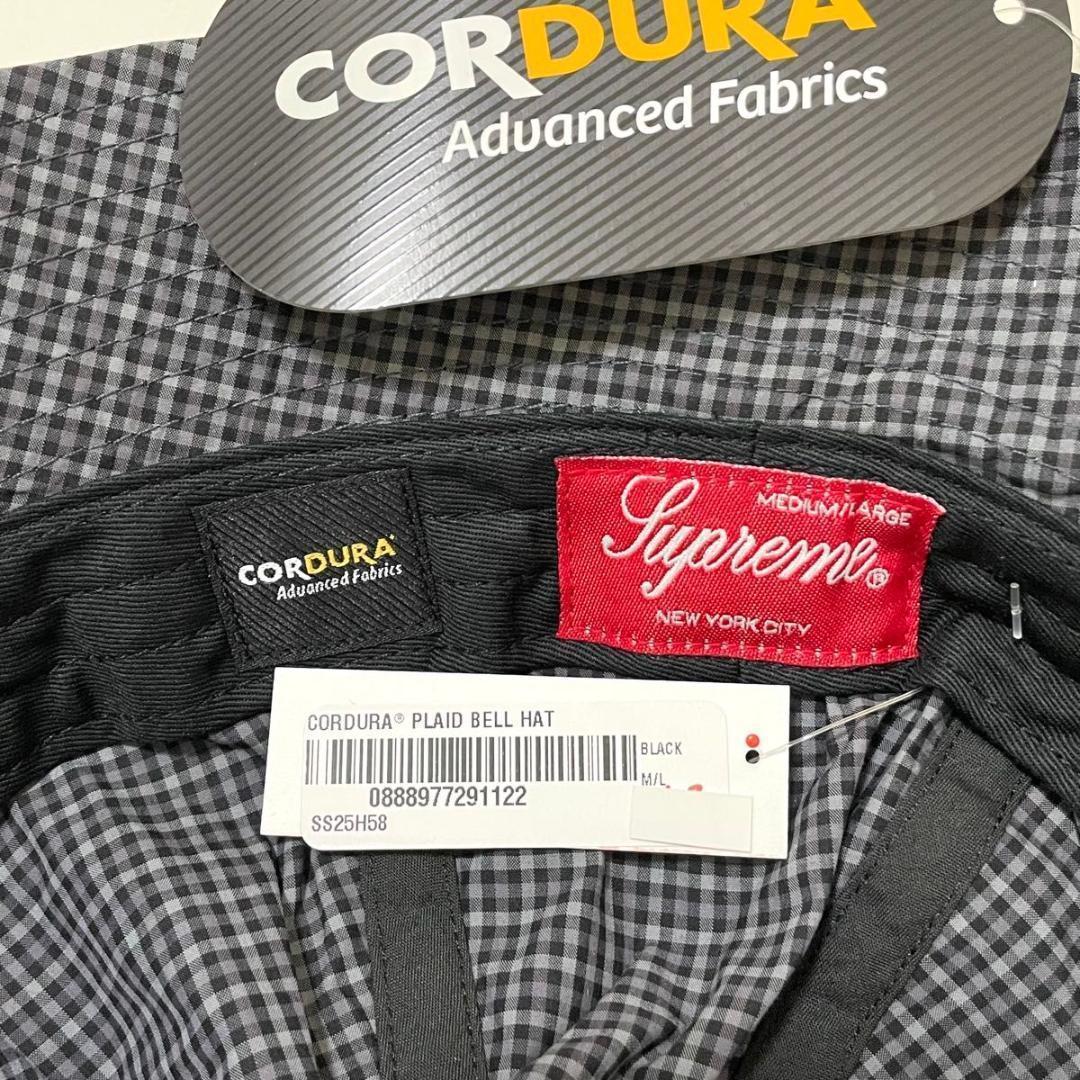 CORDURA
Advanced Fabrics
CORDURA
Advanced Fabrics
MEDIUM/LARGE
Supreme®
NEW YORK CITY
CORDURA® PLAID BELL HAT
BLACK
M/L
0888977291122
SS25H58